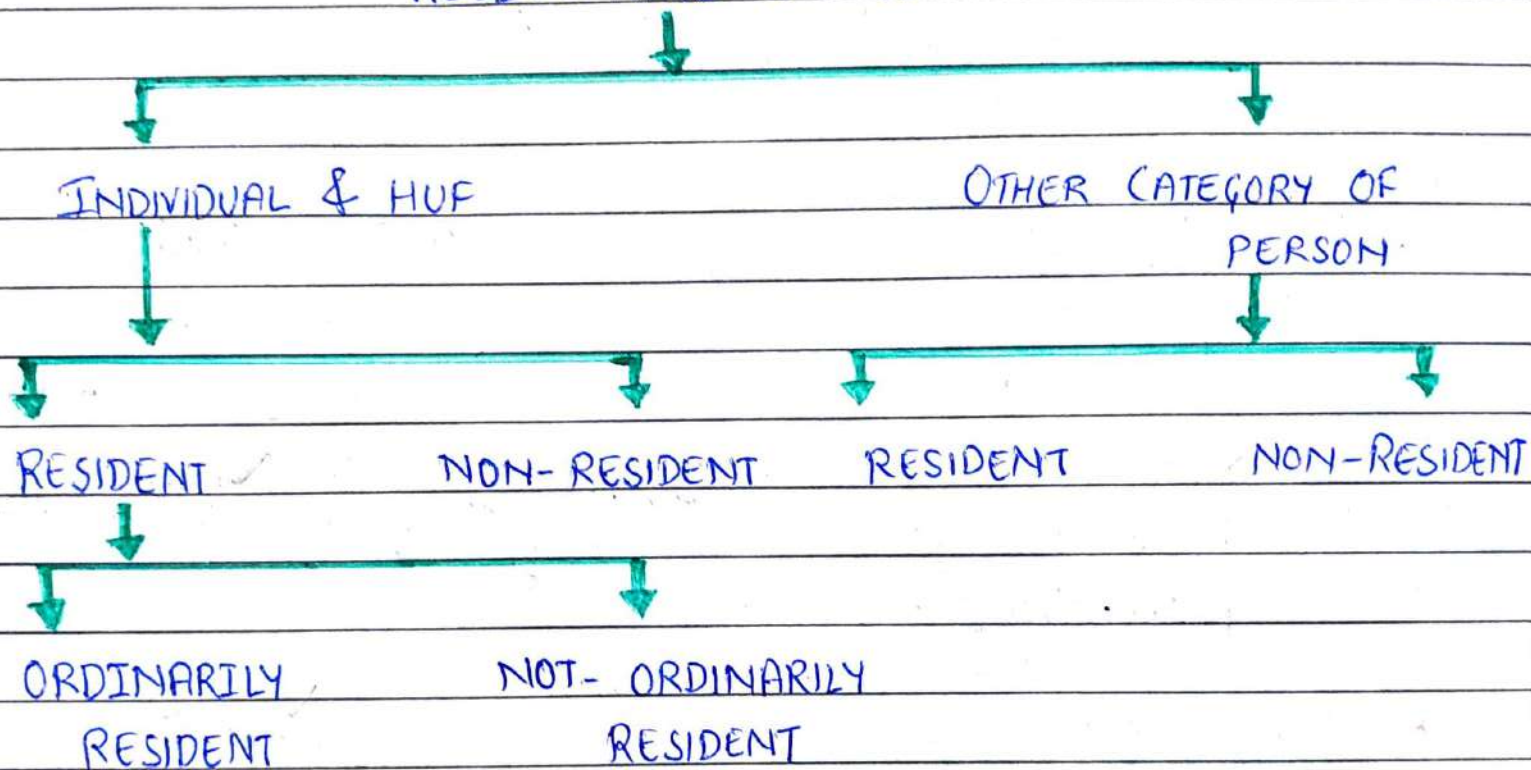 INDIVIDUAL & HUF OTHER CATEGORY OF
PERSON
RESIDENT NON-RESIDENT RESIDENT NON-RESIDENT
ORDINARILY NOT- ORDINARILY
RESIDENT RESIDENT